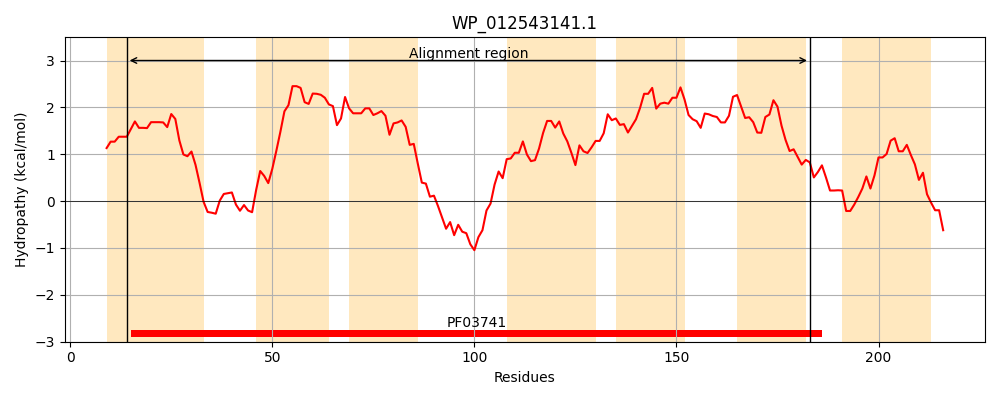 WP_012543141.1
Alignment region
PF03741
Hydropathy (kcal/mol)
3
2
1
0
−1
−2
−3
0
50
100
150
200
Residues